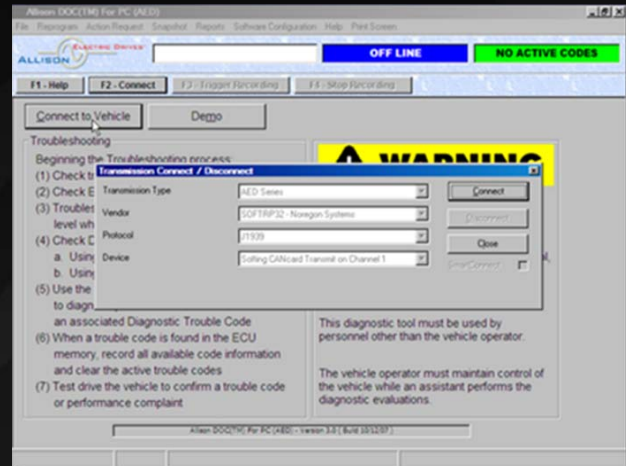 Allison DOC(TM) For PC (AED)
File Reprogram Action Request Snapshot Reports Software Configuration Help Print Screen
ALLISON ELECTRIC DRIVES
OFF LINE
NO ACTIVE CODES
F1 - Help
F2 - Connect
F3 - Trigger Recording
F4 - Stop Recording
Connect to Vehicle
Demo
Troubleshooting
Beginning the Troubleshooting process:
WARNING
(1) Check
Transmission Connect / Disconnect
(2) Check
Transmission Type
AED Series
Connect
(3)
Vendor
SOFTRP32 - Noregon Systems
Disconnect
level
Protocol
J1939
Close
(4) Check
Device
Softing CANcard Transmit on Channel 1
SmartConnect
a. Using
b.
(5) Use the
to
an associated Diagnostic Trouble Code
(6) When a trouble code is found in the ECU
memory, record all available code information
and clear the active trouble codes
(7) Test drive the vehicle to confirm a trouble code
or performance complaint
This diagnostic tool must be used by
personnel other than the vehicle operator.
The vehicle operator must maintain control of
the vehicle while an assistant performs the
diagnostic evaluations.
Allison DOC(TM) For PC (AED) - Version 3.0 ( Build 10/12/07 )